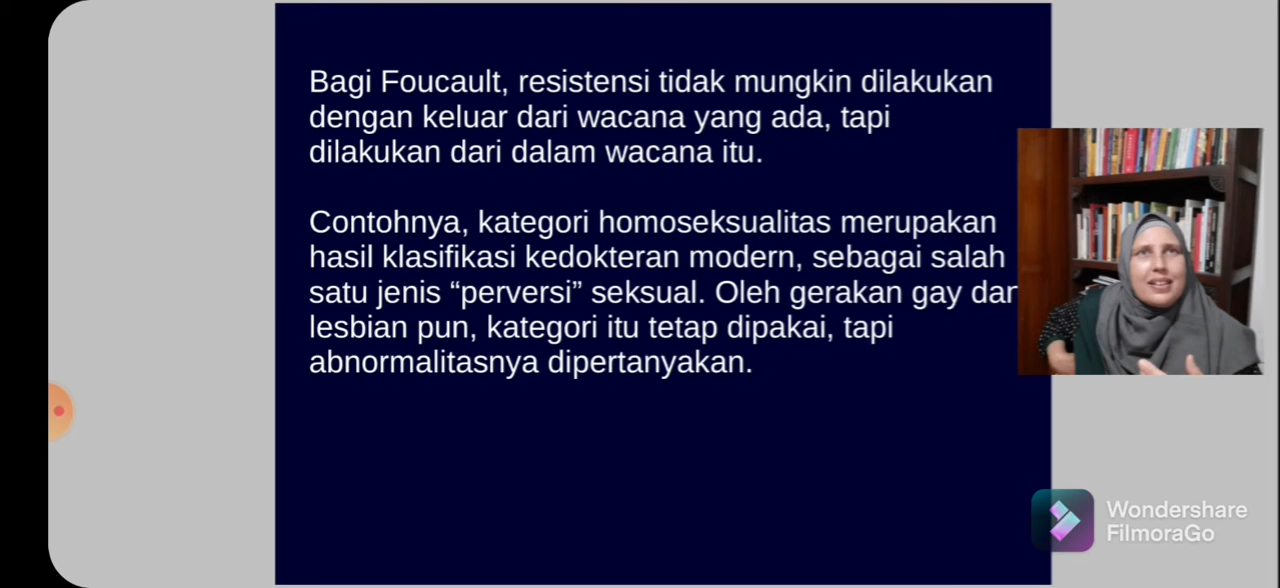 Bagi Foucault, resistensi tidak mungkin dilakukan
dengan keluar dari wacana yang ada, tapi
dilakukan dari dalam wacana itu.
Contohnya, kategori homoseksualitas merupakan
hasil klasifikasi kedokteran modern, sebagai salah
satu jenis “perversi” seksual. Oleh gerakan gay dan
lesbian pun, kategori itu tetap dipakai, tapi
abnormalitasnya dipertanyakan.
Wondershare
FilmoraGo